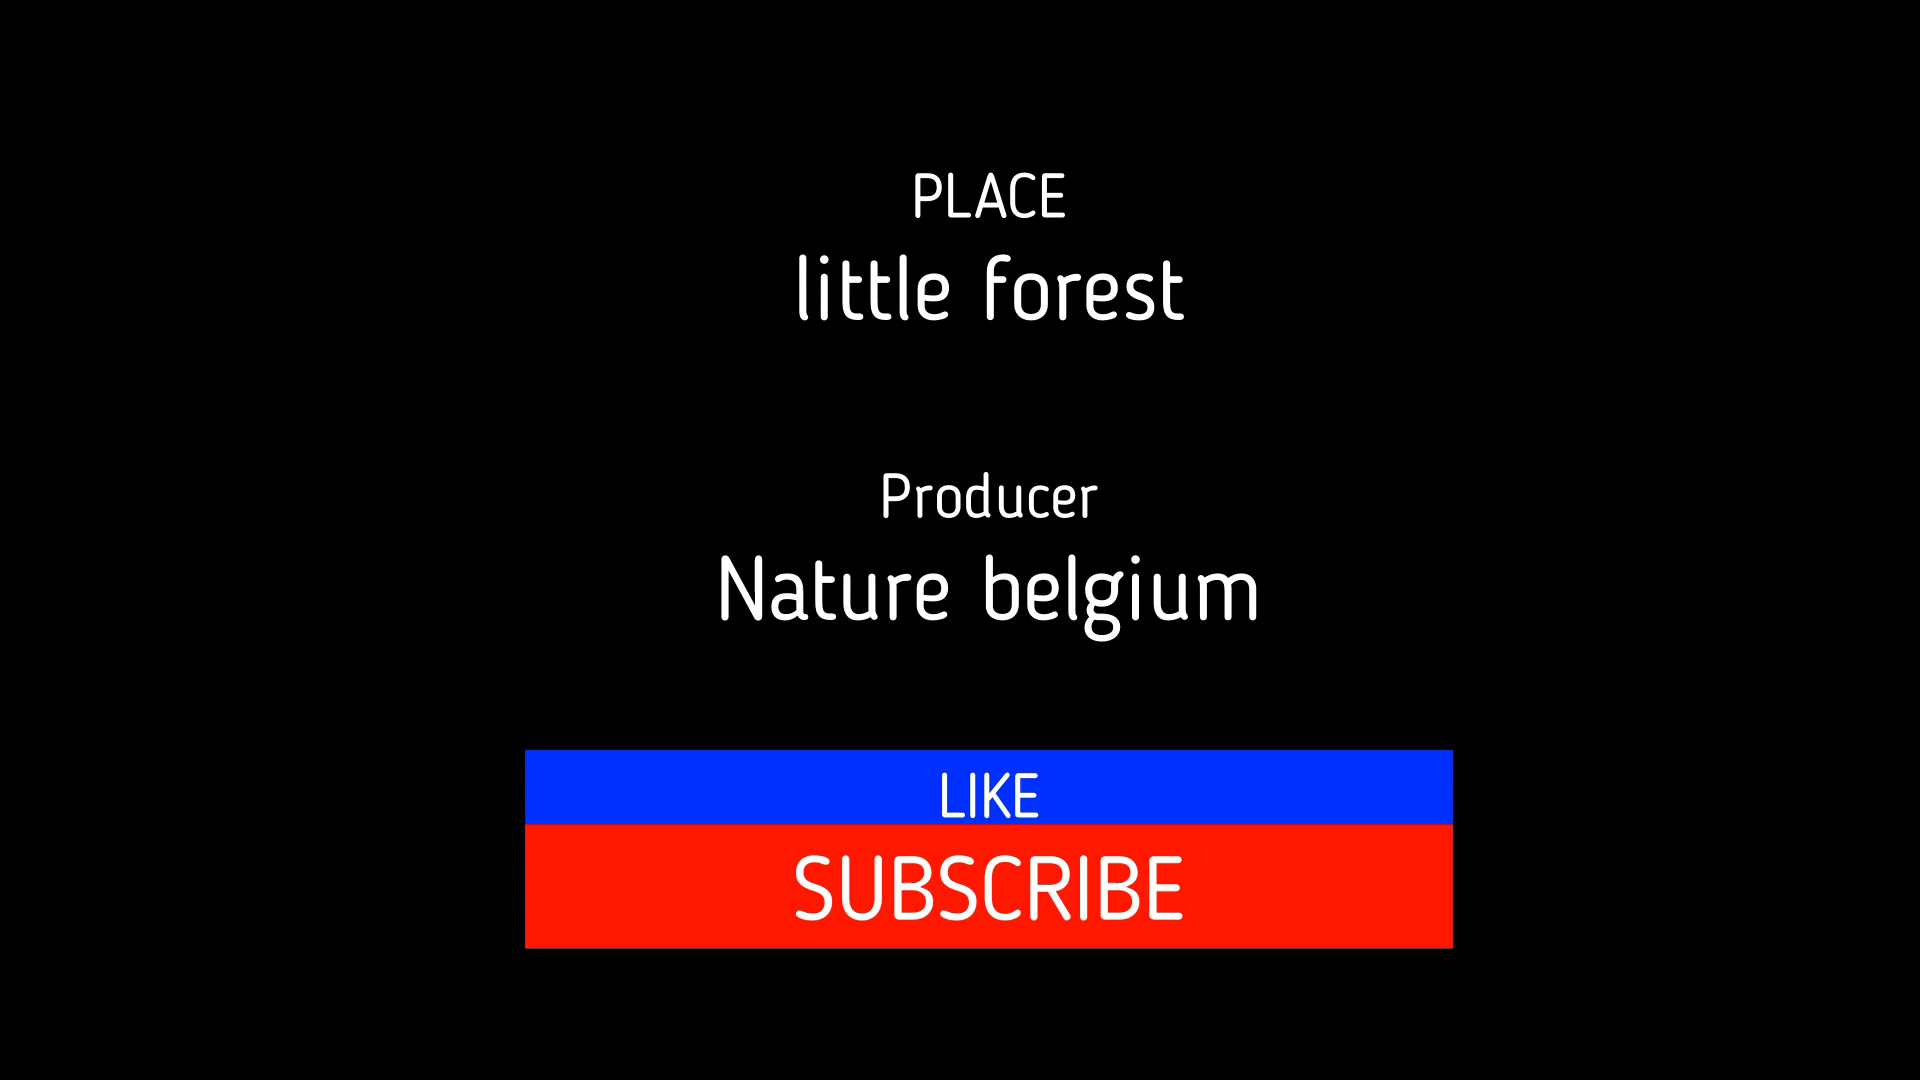 PLACE
little forest
Producer
Nature belgium
LIKE
SUBSCRIBE